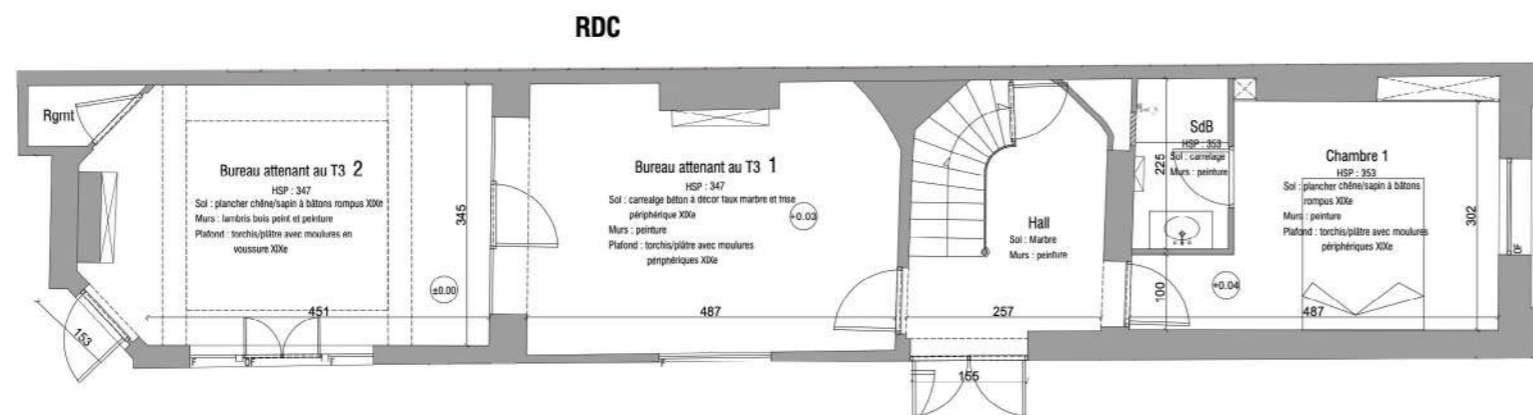 RDC
Rgmt
Bureau attenant au T3 2
HSP : 347
Sol : plancher chêne/sapin à bâtons rompus XIXe
Murs : lambris bois peint et peinture
Plafond : torchis/plâtre avec moulures en
voussure XIXe
345
±0.00
451
153
F
OF
F
Bureau attenant au T3 1
HSP : 347
Sol : carrealge béton à décor faux marbre et frise
périphérique XIXe
Murs : peinture
Plafond : torchis/plâtre avec moulures
périphériques XIXe
+0.03
487
F
Hall
Sol : Marbre
Murs : peinture
257
155
SdB
HSP : 353
Sol : carrelage
Murs : peinture
225
100
Chambre 1
HSP : 353
Sol : plancher chêne/sapin à bâtons
rompus XIXe
Murs : peinture
Plafond : torchis/plâtre avec moulures
périphériques XIXe
302
+0.04
487
OF